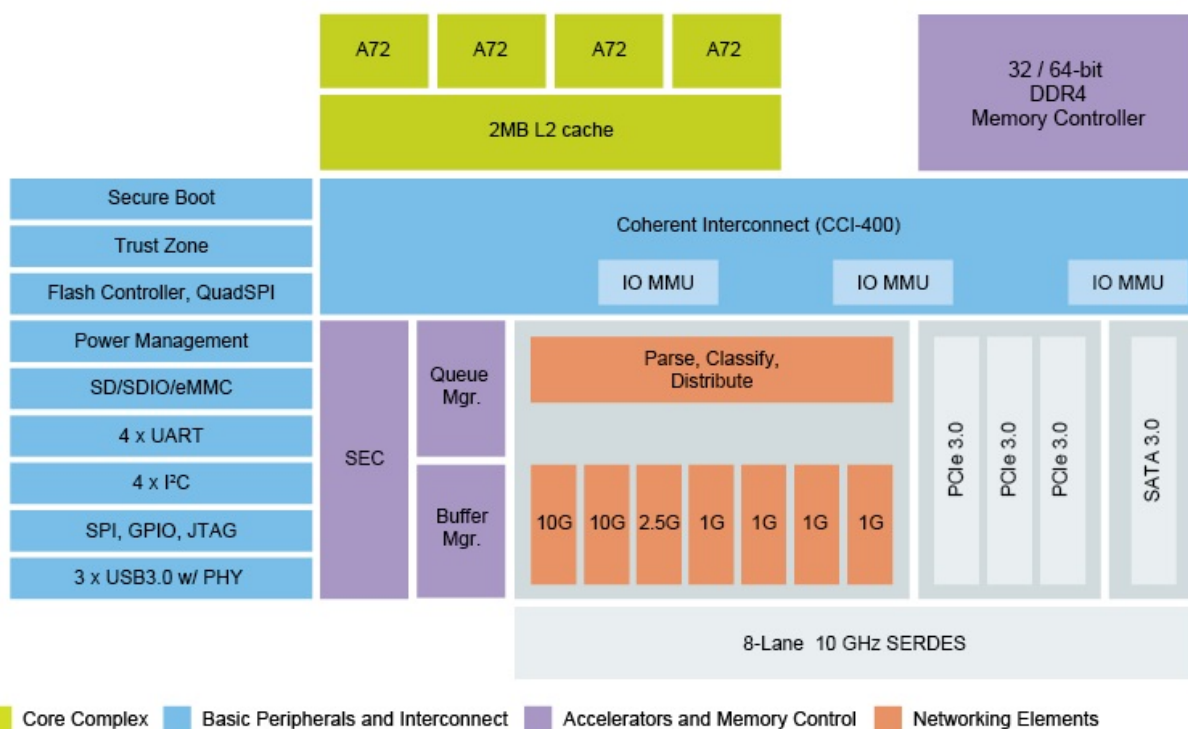 A72
A72
A72
A72
32 / 64-bit
DDR4
Memory Controller
2MB L2 cache
Secure Boot
Trust Zone
Flash Controller, QuadSPI
Power Management
SD/SDIO/eMMC
4 x UART
4 x I²C
SPI, GPIO, JTAG
3 x USB3.0 w/ PHY
Coherent Interconnect (CCI-400)
IO MMU
IO MMU
IO MMU
SEC
Queue
Mgr.
Buffer
Mgr.
Parse, Classify,
Distribute
10G
10G
2.5G
1G
1G
1G
1G
PCIe 3.0
PCIe 3.0
PCIe 3.0
SATA 3.0
8-Lane 10 GHz SERDES
Core Complex
Basic Peripherals and Interconnect
Accelerators and Memory Control
Networking Elements